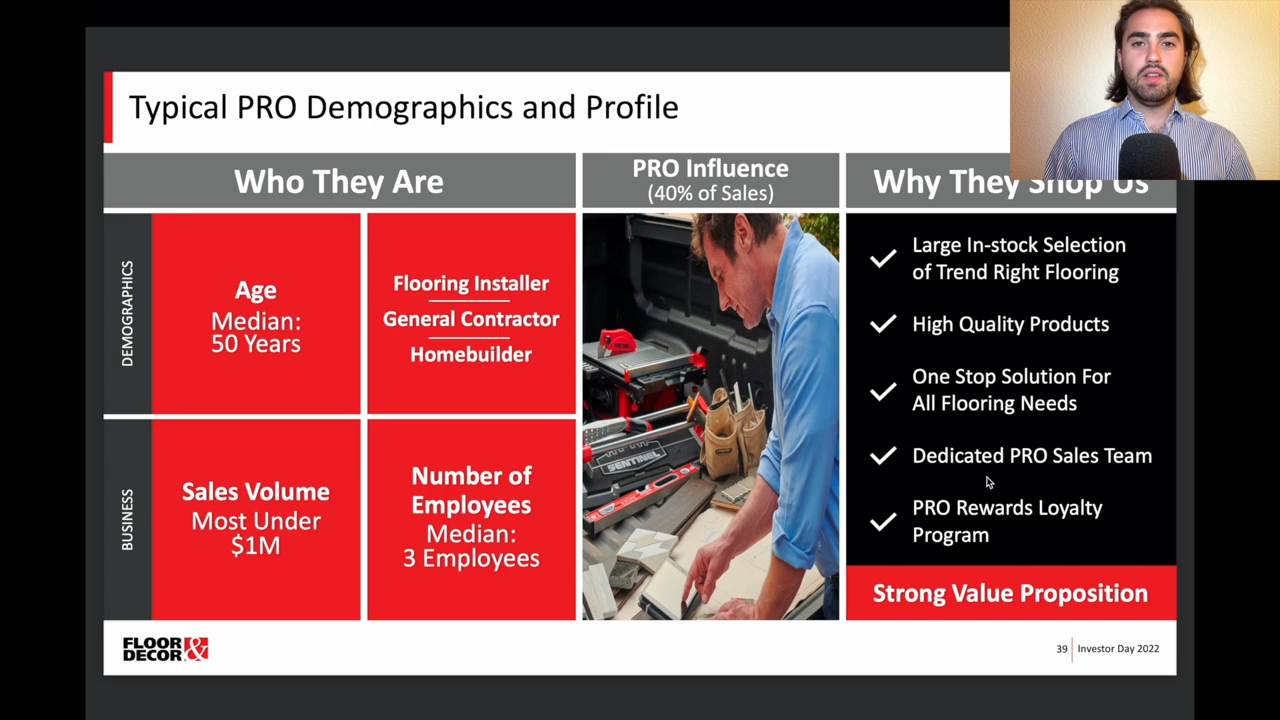 Typical PRO Demographics and Profile
Who They Are
PRO Influence
(40% of Sales)
Why They Shop Us
DEMOGRAPHICS
Age
Median:
50 Years
Flooring Installer
General Contractor
Homebuilder
BUSINESS
Sales Volume
Most Under
$1M
Number of
Employees
Median:
3 Employees
SENTINEL
Large In-stock Selection
of Trend Right Flooring
High Quality Products
One Stop Solution For
All Flooring Needs
Dedicated PRO Sales Team
PRO Rewards Loyalty
Program
Strong Value Proposition
FLOOR &
DECOR
39 Investor Day 2022